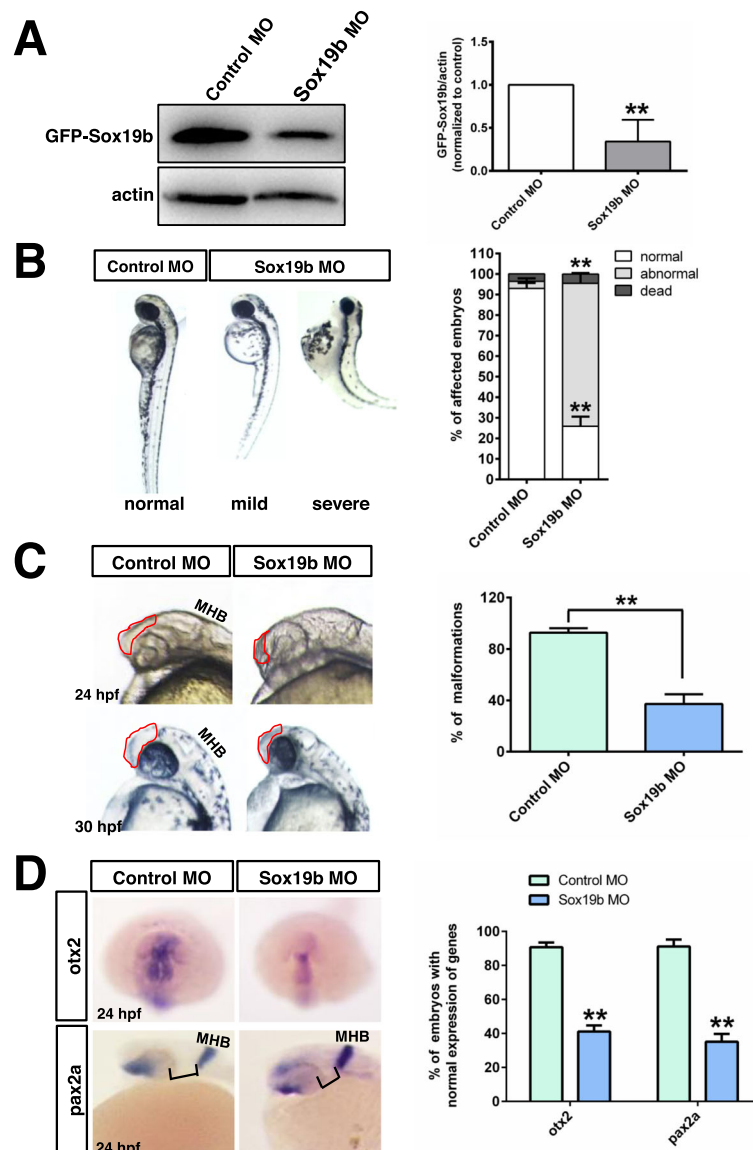 A
Control MO
Sox19b MO
GFP-Sox19b
actin
GFP-Sox19b/actin
(normalized to control)
1.5
1.0
0.5
0.0
**
Control MO
Sox19b MO
B
Control MO
Sox19b MO
normal
mild
severe
% of affected embryos
110
100
90
80
70
60
50
40
30
20
10
0
**
**
normal
abnormal
dead
Control MO
Sox19b MO
C
Control MO
Sox19b MO
MHB
24 hpf
MHB
30 hpf
% of malformations
120
80
40
0
**
Control MO
Sox19b MO
D
Control MO
Sox19b MO
otx2
24 hpf
pax2a
MHB
MHB
24 hpf
Control MO
Sox19b MO
% of embryos with
normal expression of genes
100
80
60
40
20
0
**
**
otx2
pax2a